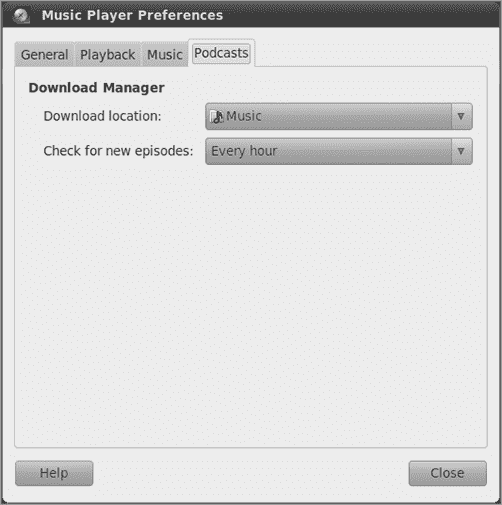 Music Player Preferences
General Playback Music Podcasts
Download Manager
Download location: Music
Check for new episodes: Every hour
Help Close